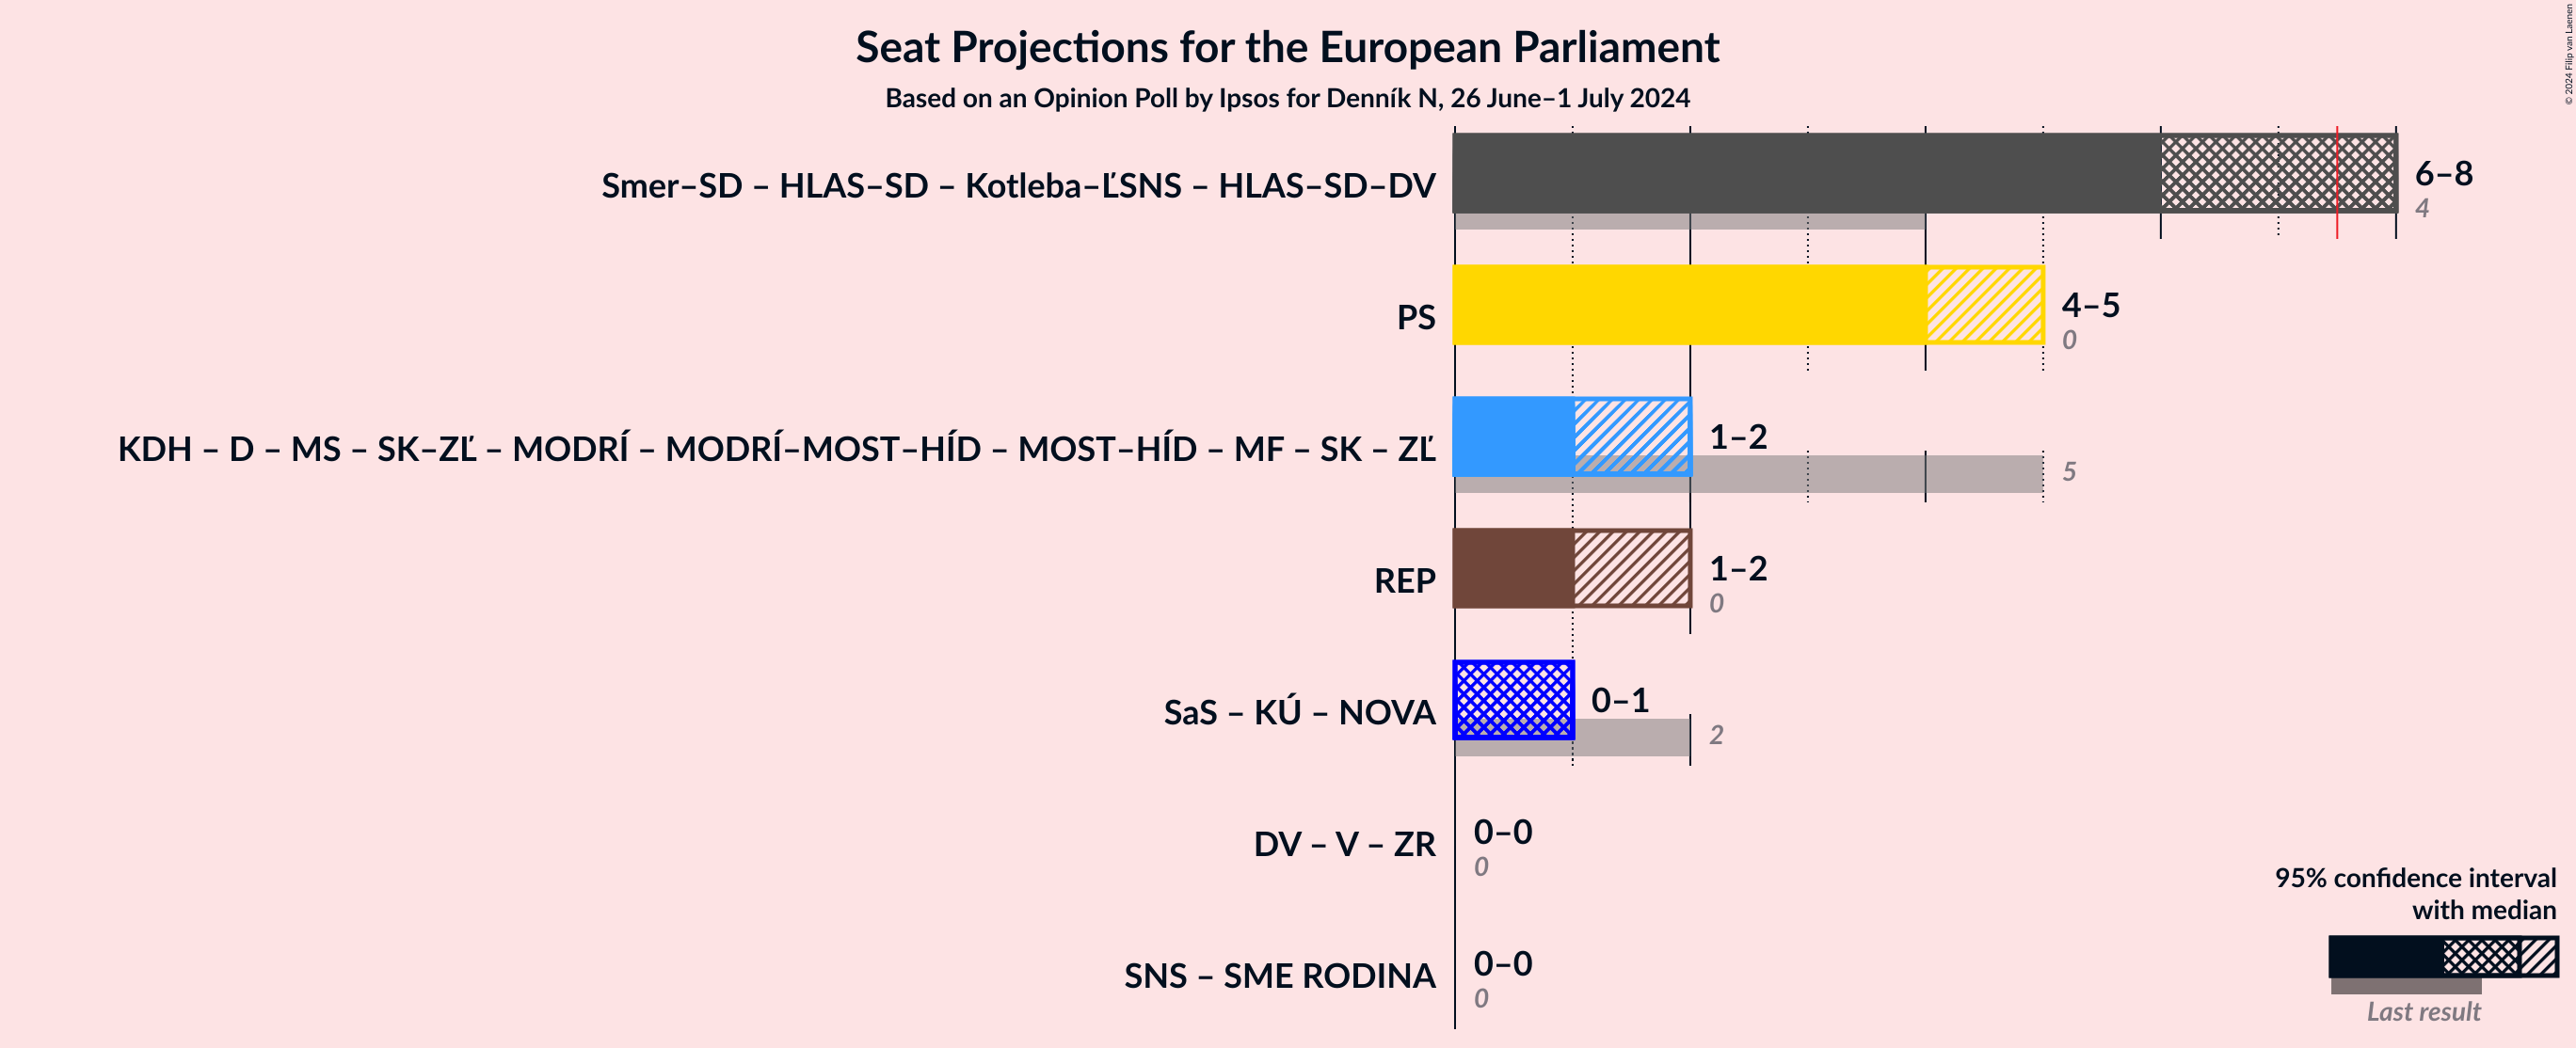 Seat Projections for the European Parliament
Based on an Opinion Poll by Ipsos for Denník N, 26 June–1 July 2024
© 2024 Filip van Laenen
Smer–SD – HLAS–SD – Kotleba–ĽSNS – HLAS–SD–DV
6–8
4
PS
4–5
0
KDH – D – MS – SK–ZĽ – MODRÍ – MODRÍ–MOST–HÍD – MOST–HÍD – MF – SK – ZĽ
1–2
5
REP
1–2
0
SaS – KÚ – NOVA
0–1
2
DV – V – ZR
0–0
0
SNS – SME RODINA
0–0
0
95% confidence interval
with median
Last result